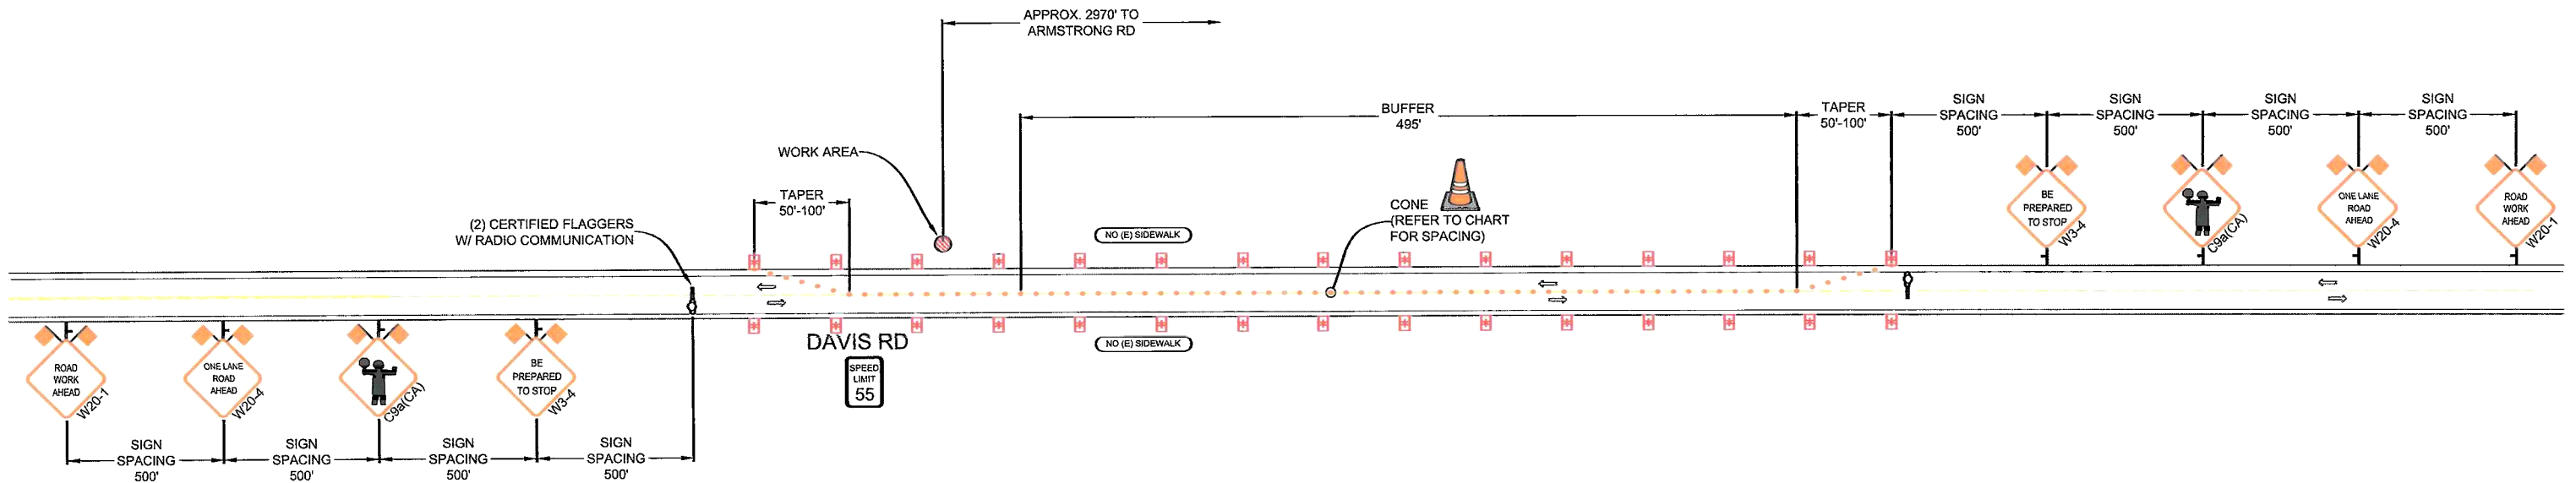 APPROX. 2970' TO
ARMSTRONG RD
BUFFER
495'
TAPER
50'-100'
SIGN
SPACING
500'
SIGN
SPACING
500'
SIGN
SPACING
500'
SIGN
SPACING
500'
WORK AREA
TAPER
50'-100'
(2) CERTIFIED FLAGGERS
W/ RADIO COMMUNICATION
CONE
(REFER TO CHART
FOR SPACING)
NO (E) SIDEWALK
BE
PREPARED
TO STOP
W3-4
C9a(CA)
ONE LANE
ROAD
AHEAD
W20-4
ROAD
WORK
AHEAD
W20-1
NO (E) SIDEWALK
DAVIS RD
SPEED
LIMIT
55
ROAD
WORK
AHEAD
W20-1
ONE LANE
ROAD
AHEAD
W20-4
C9a(CA)
BE
PREPARED
TO STOP
W3-4
SIGN
SPACING
500'
SIGN
SPACING
500'
SIGN
SPACING
500'
SIGN
SPACING
500'